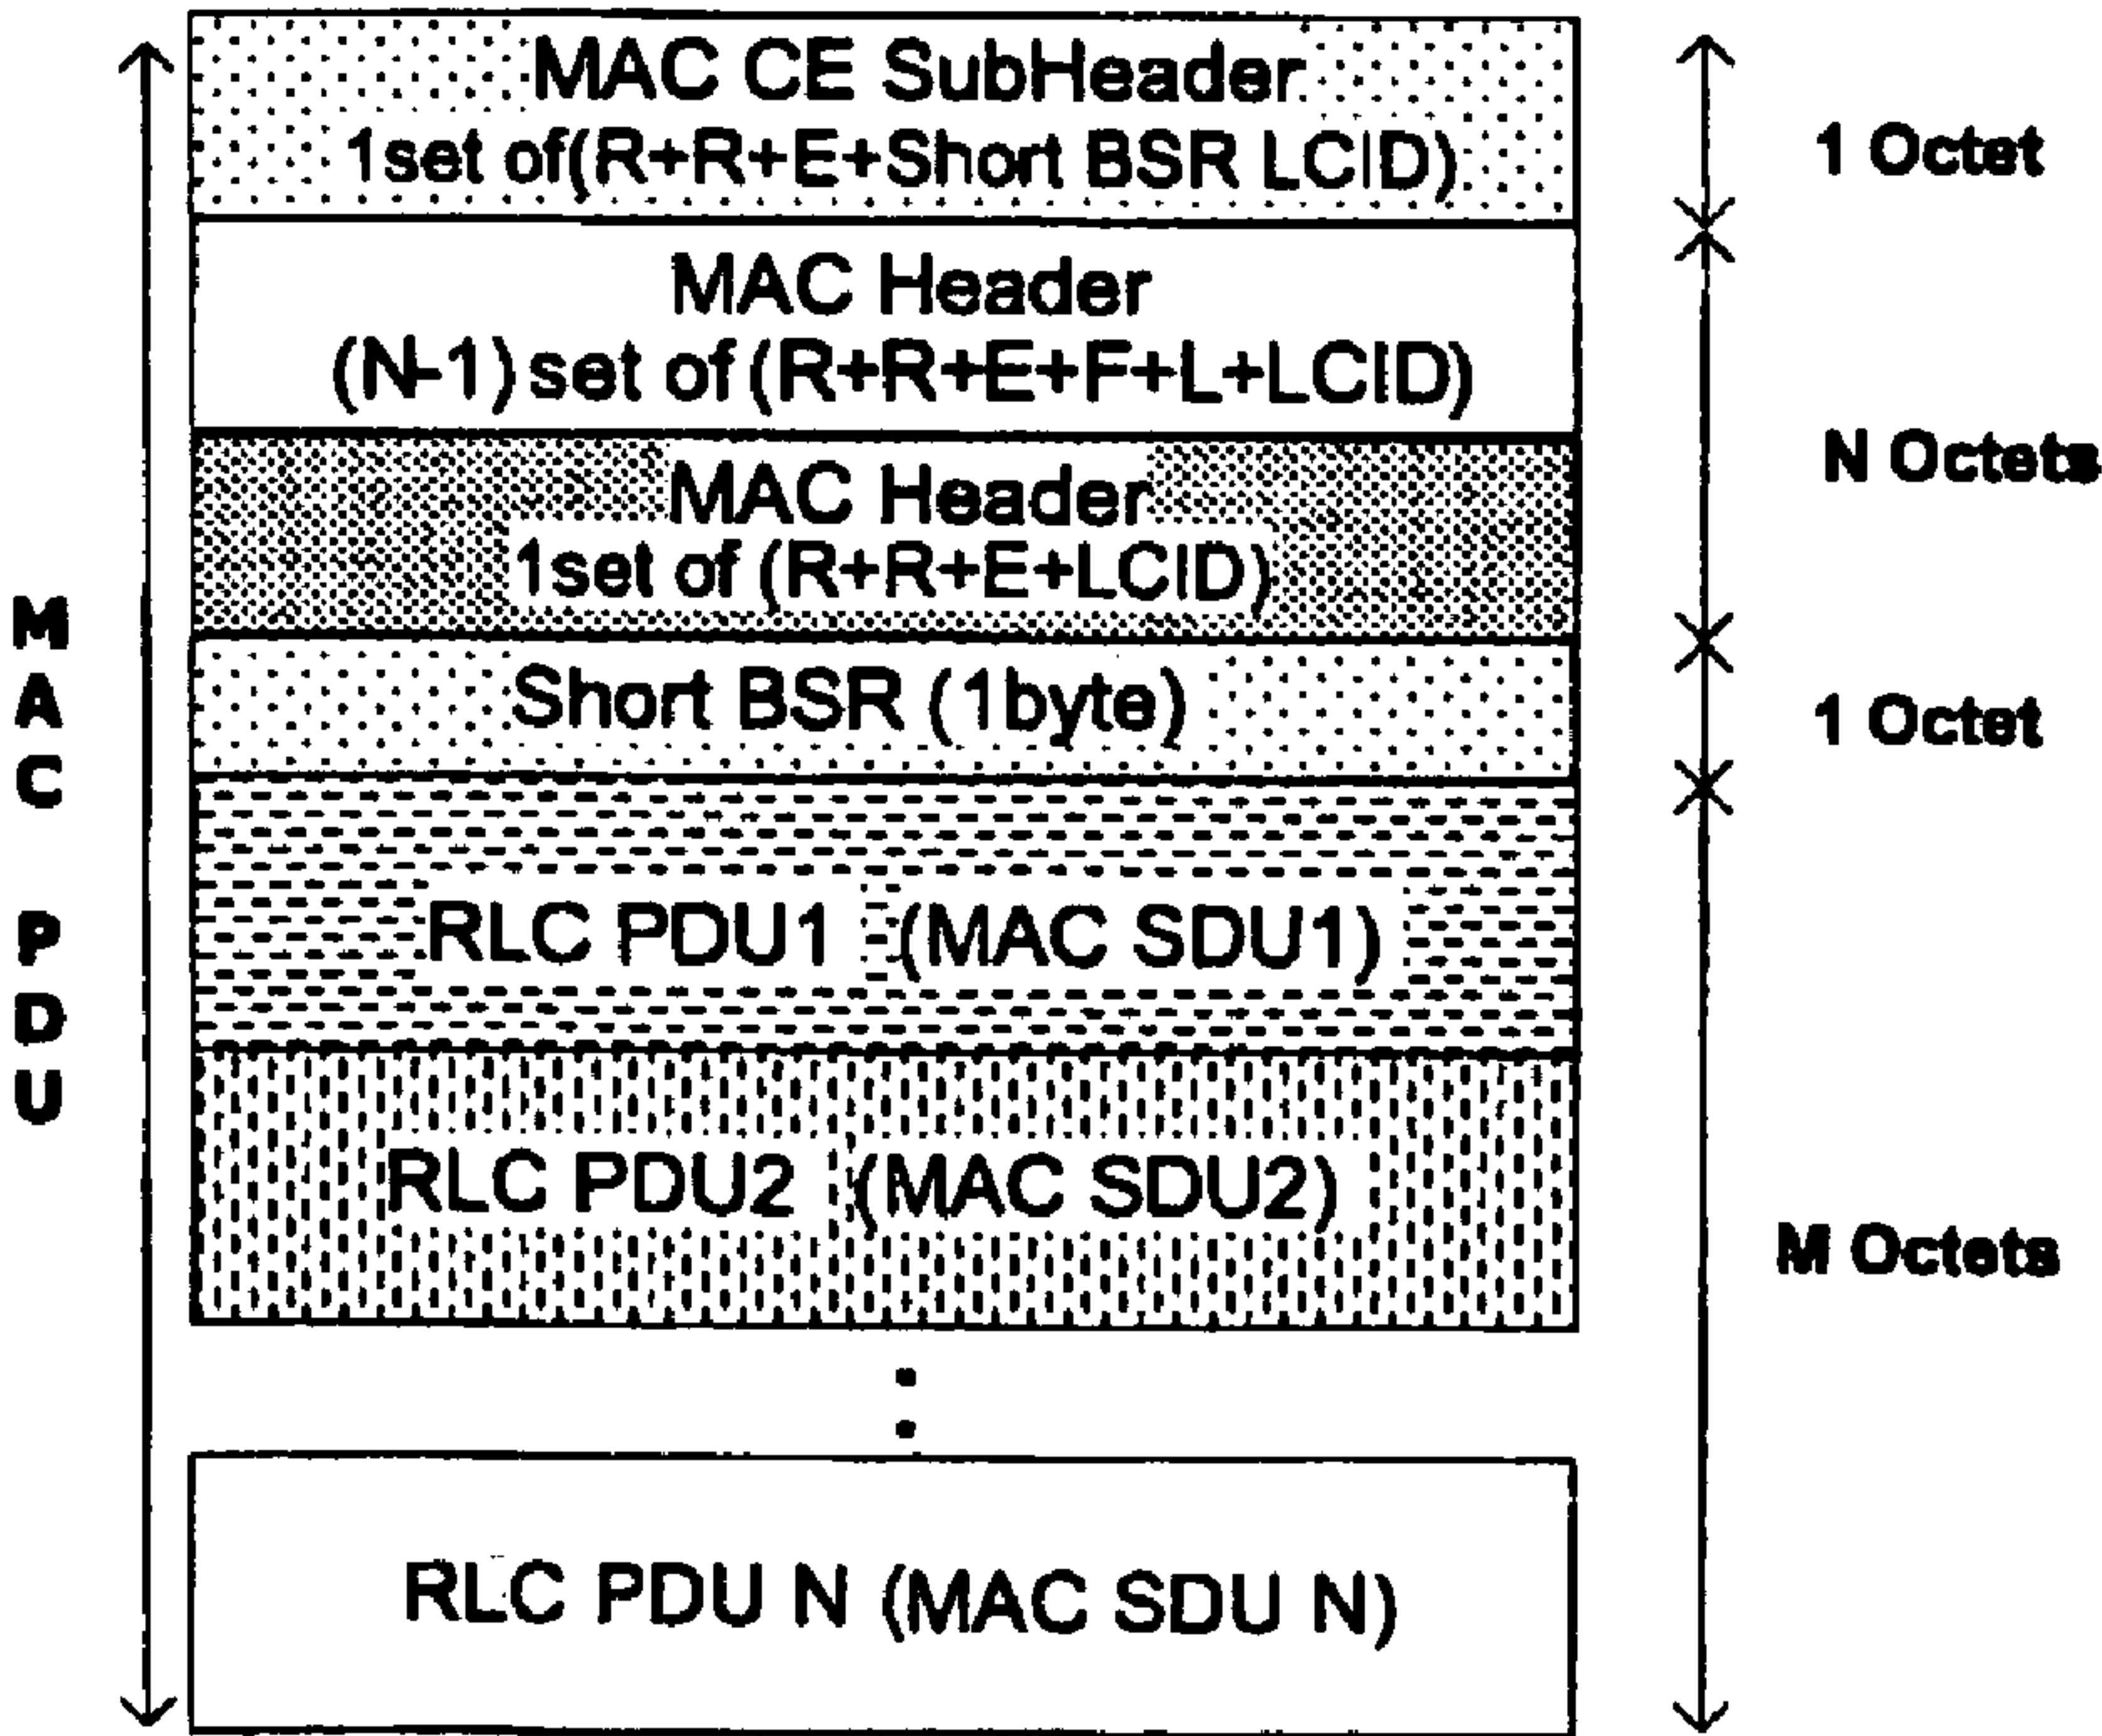 MAC CE SubHeader
1set of(R+R+E+Short BSR LCID)
1 Octet
MAC Header
(N-1) set of (R+R+E+F+L+LCID)
N Octets
MAC Header
1set of (R+R+E+LCID)
Short BSR (1byte)
1 Octet
MAC PDU
RLC PDU1 (MAC SDU1)
RLC PDU2 (MAC SDU2)
M Octets
:
RLC PDU N (MAC SDU N)